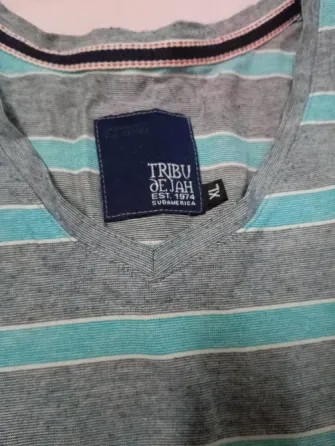 TRIBU
DE JAH
EST. 1974
SUDAMERICA
XL